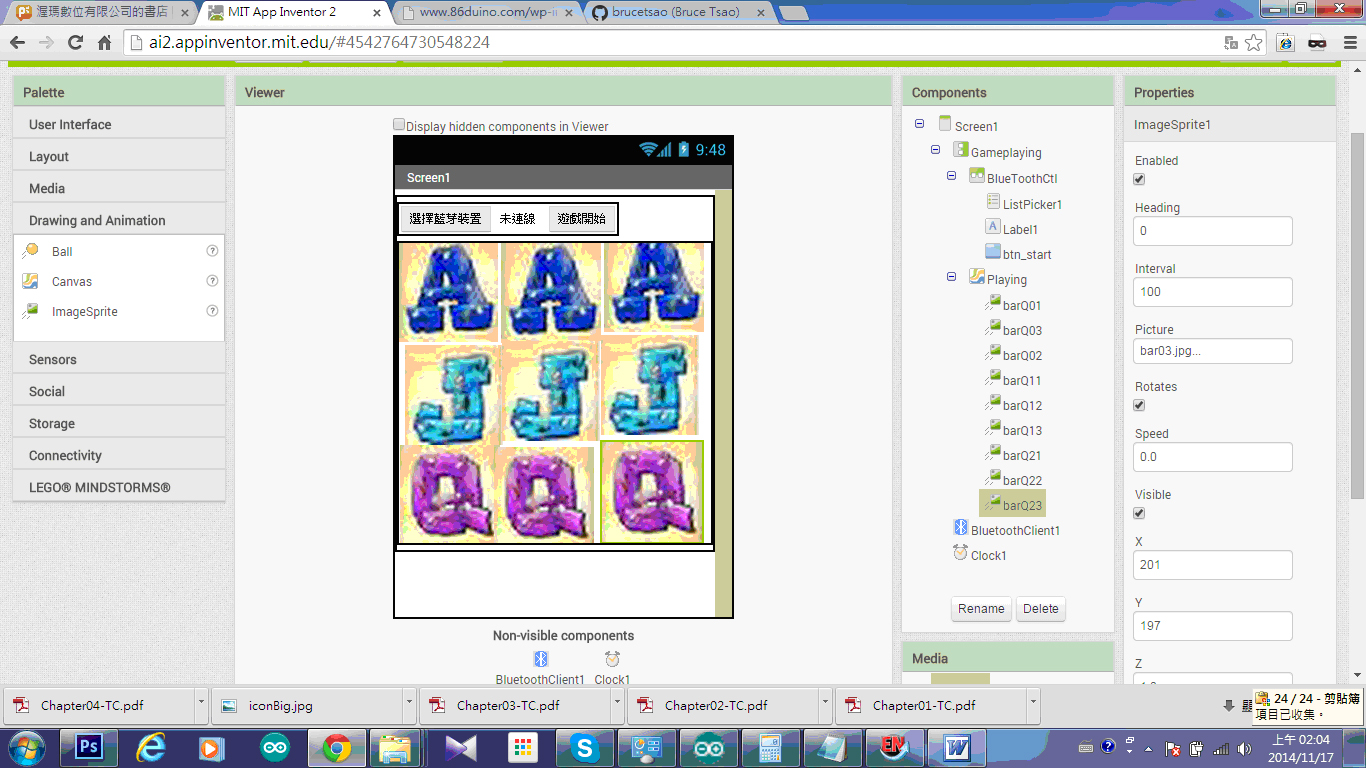 渥瑪數位有限公司的書店
MIT App Inventor 2
www.86duino.com/wp-i
brucetsao (Bruce Tsao)
ai2.appinventor.mit.edu/#4542764730548224
Palette
User Interface
Layout
Media
Drawing and Animation
Ball
Canvas
ImageSprite
Sensors
Social
Storage
Connectivity
LEGO® MINDSTORMS®
Viewer
Display hidden components in Viewer
9:48
Screen1
選擇藍芽裝置 未連線 遊戲開始
A A A
J J J
Q Q Q
Non-visible components
BluetoothClient1 Clock1
Components
Screen1
Gameplaying
BlueToothCtl
ListPicker1
Label1
btn_start
Playing
barQ01
barQ03
barQ02
barQ11
barQ12
barQ13
barQ21
barQ22
barQ23
BluetoothClient1
Clock1
Rename Delete
Media
Properties
ImageSprite1
Enabled
Heading
0
Interval
100
Picture
bar03.jpg...
Rotates
Speed
0.0
Visible
X
201
Y
197
Z
Chapter04-TC.pdf
iconBig.jpg
Chapter03-TC.pdf
Chapter02-TC.pdf
Chapter01-TC.pdf
24 / 24 - 剪貼簿
項目已收集。
Ps
上午 02:04
2014/11/17